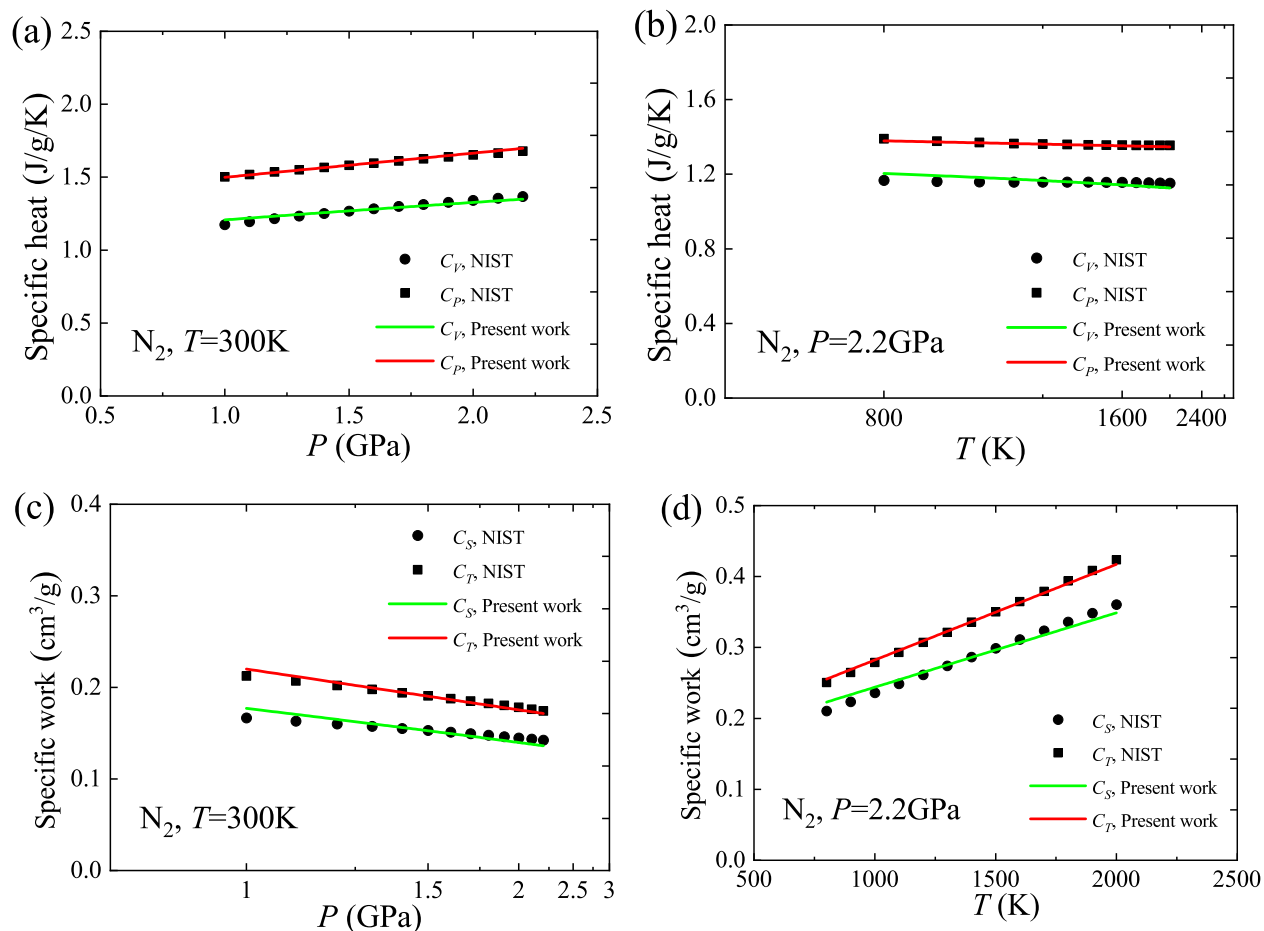 (a)
2.5
2.0
1.5
1.0
0.5
0.0
Specific heat (J/g/K)
C_V, NIST
C_P, NIST
C_V, Present work
C_P, Present work
N₂, T=300K
0.5 1.0 1.5 2.0 2.5
P (GPa)
(b)
2.0
1.6
1.2
0.8
0.4
0.0
Specific heat (J/g/K)
C_V, NIST
C_P, NIST
C_V, Present work
C_P, Present work
N₂, P=2.2GPa
800 1600 2400
T (K)
(c)
0.4
0.3
0.2
0.1
0.0
Specific work (cm³/g)
C_S, NIST
C_T, NIST
C_S, Present work
C_T, Present work
N₂, T=300K
1 1.5 2 2.5 3
P (GPa)
(d)
0.5
0.4
0.3
0.2
0.1
0.0
Specific work (cm³/g)
C_S, NIST
C_T, NIST
C_S, Present work
C_T, Present work
N₂, P=2.2GPa
500 1000 1500 2000 2500
T (K)